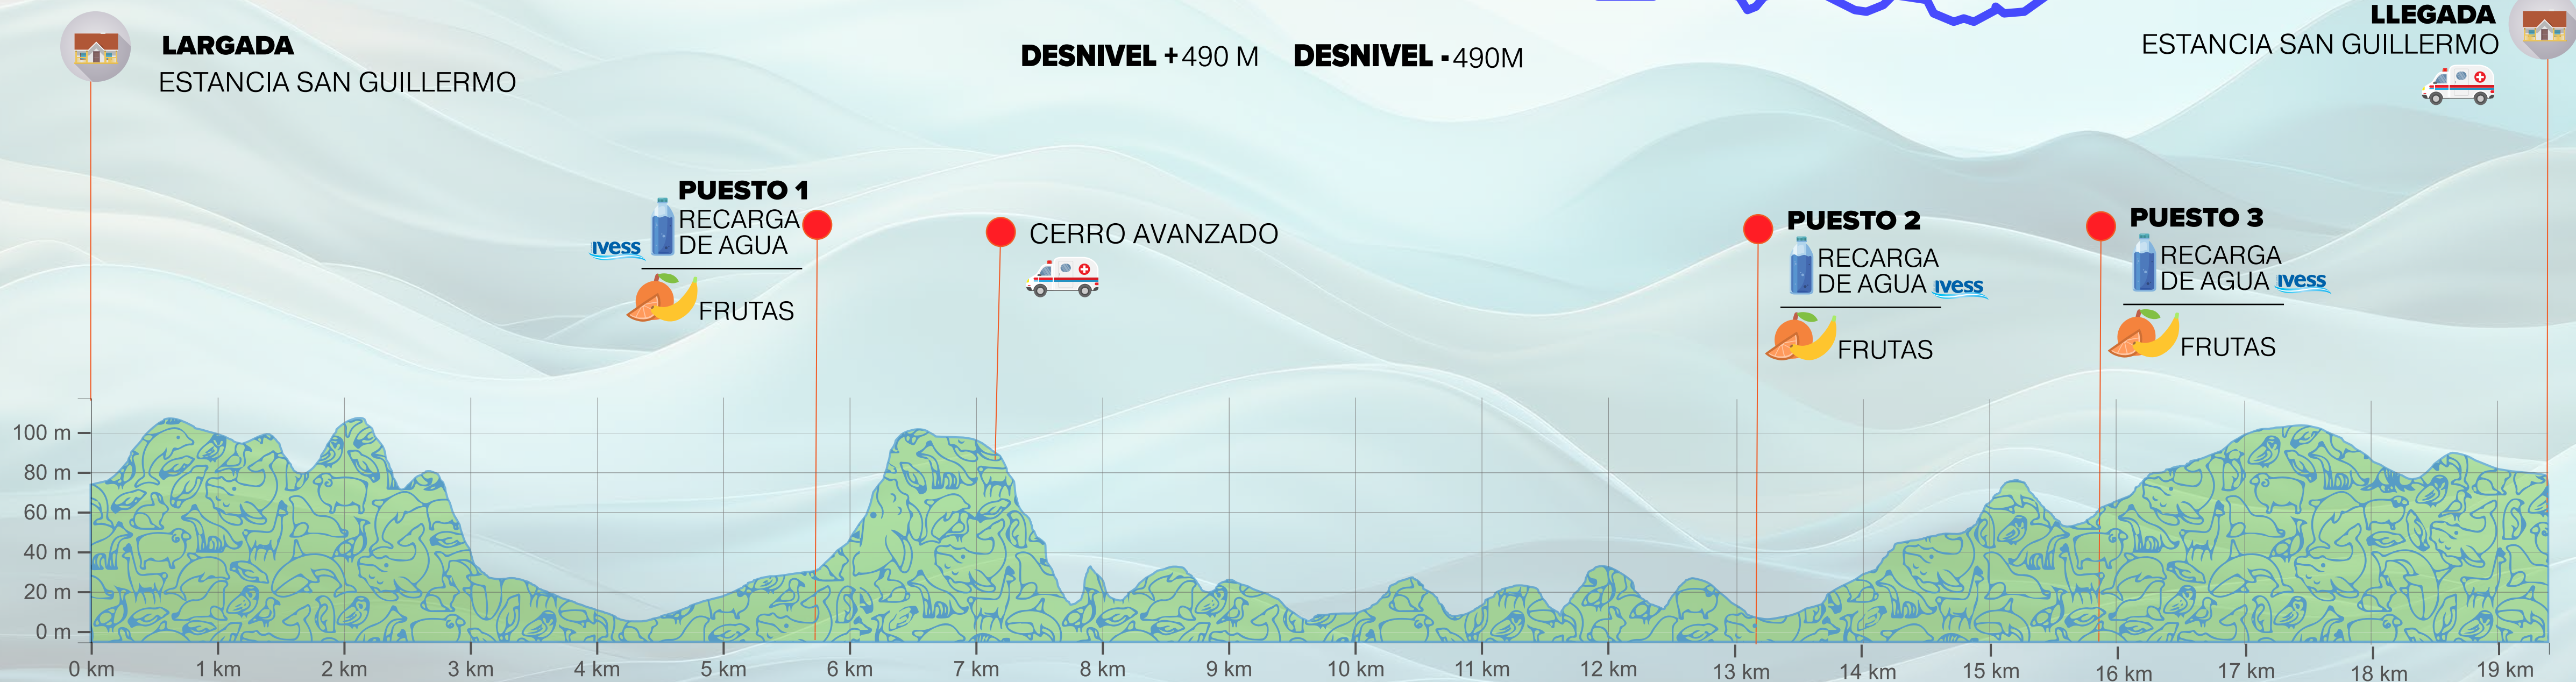 LARGADA
ESTANCIA SAN GUILLERMO
DESNIVEL +490 M
DESNIVEL -490M
LLEGADA
ESTANCIA SAN GUILLERMO
PUESTO 1
RECARGA
DE AGUA
ivess
FRUTAS
CERRO AVANZADO
PUESTO 2
RECARGA
DE AGUA
ivess
FRUTAS
PUESTO 3
RECARGA
DE AGUA
ivess
FRUTAS
100 m
80 m
60 m
40 m
20 m
0 m
0 km 1 km 2 km 3 km 4 km 5 km 6 km 7 km 8 km 9 km 10 km 11 km 12 km 13 km 14 km 15 km 16 km 17 km 18 km 19 km